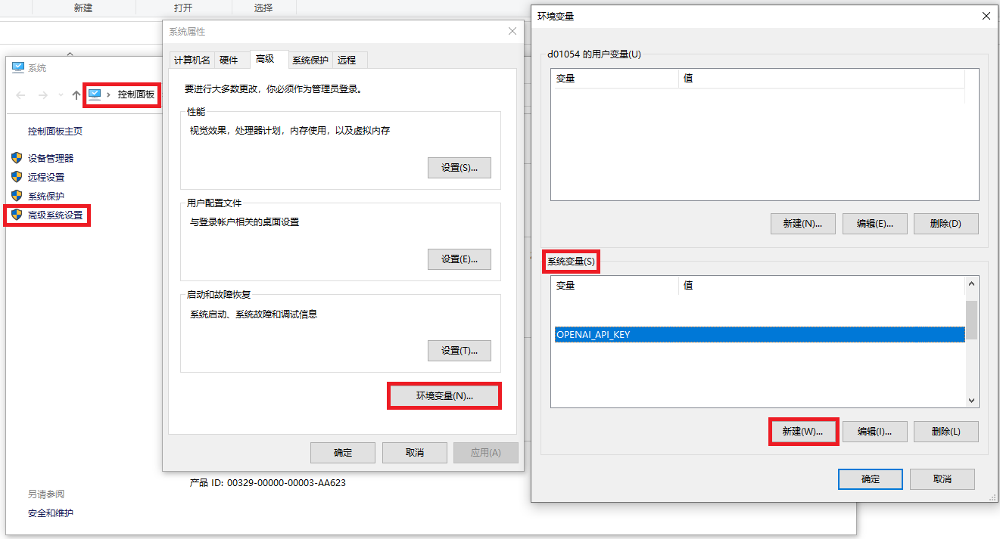 新建
打开
选择
系统
控制面板
控制面板主页
设备管理器
远程设置
系统保护
高级系统设置
另请参阅
安全和维护
产品 ID: 00329-00000-00003-AA623
系统属性
计算机名 硬件 高级 系统保护 远程
要进行大多数更改，你必须作为管理员登录。
性能
视觉效果，处理器计划，内存使用，以及虚拟内存
设置(S)...
用户配置文件
与登录帐户相关的桌面设置
设置(E)...
启动和故障恢复
系统启动、系统故障和调试信息
设置(T)...
环境变量(N)...
确定 取消 应用(A)
环境变量
d01054 的用户变量(U)
变量 值
新建(N)... 编辑(E)... 删除(D)
系统变量(S)
变量 值
OPENAI_API_KEY
新建(W)... 编辑(I)... 删除(L)
确定 取消